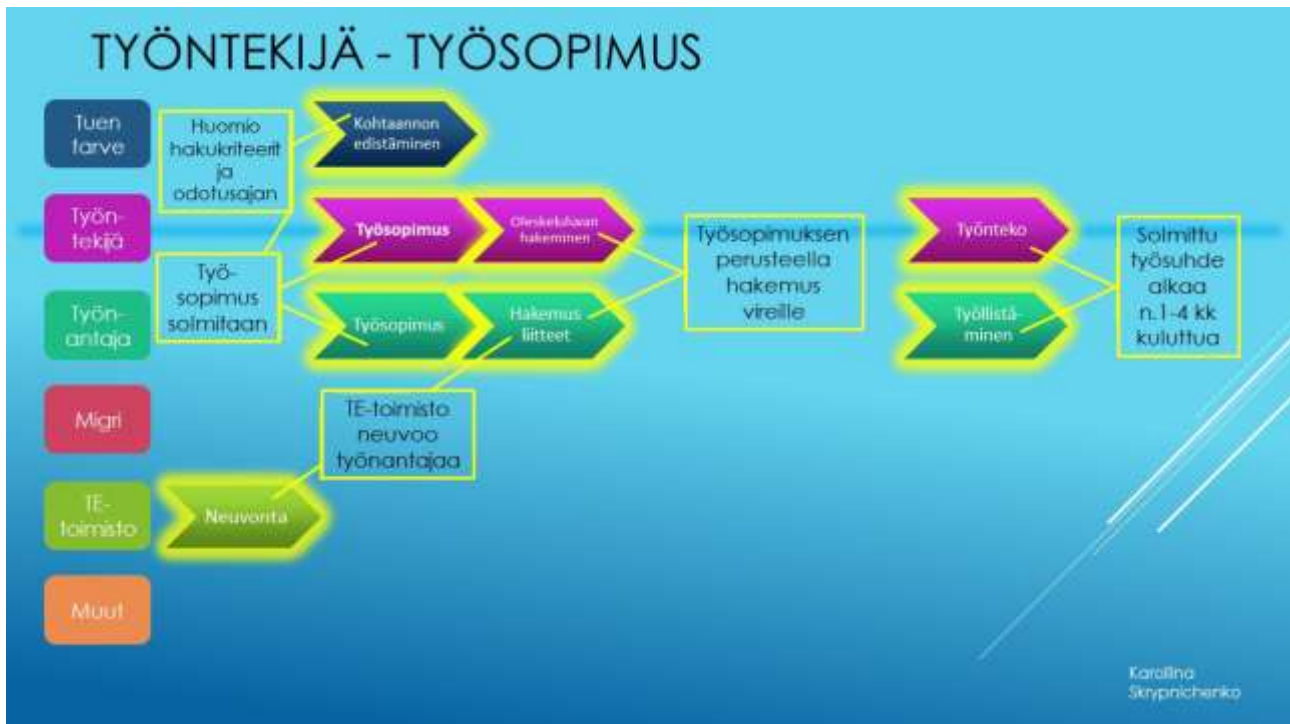 TYÖNTEKIJÄ - TYÖSOPIMUS
Tuen
tarve
Huomio
hakukriteerit
ja
odotusajan
Kohtaannon
edistäminen
Työn-
tekijä
Työsopimus
Oleskeluluvan
hakeminen
Työsopimuksen
perusteella
hakemus
vireille
Työnteko
Solmittu
työsuhde
alkaa
n.1-4 kk
kuluttua
Työ-
sopimus
solmitaan
Työn-
antaja
Työsopimus
Hakemus
liitteet
Työllistä-
minen
Migri
TE-toimisto
neuvoo
työnantajaa
TE-
toimisto
Neuvonta
Muut
Karolina
Skrypnichenko